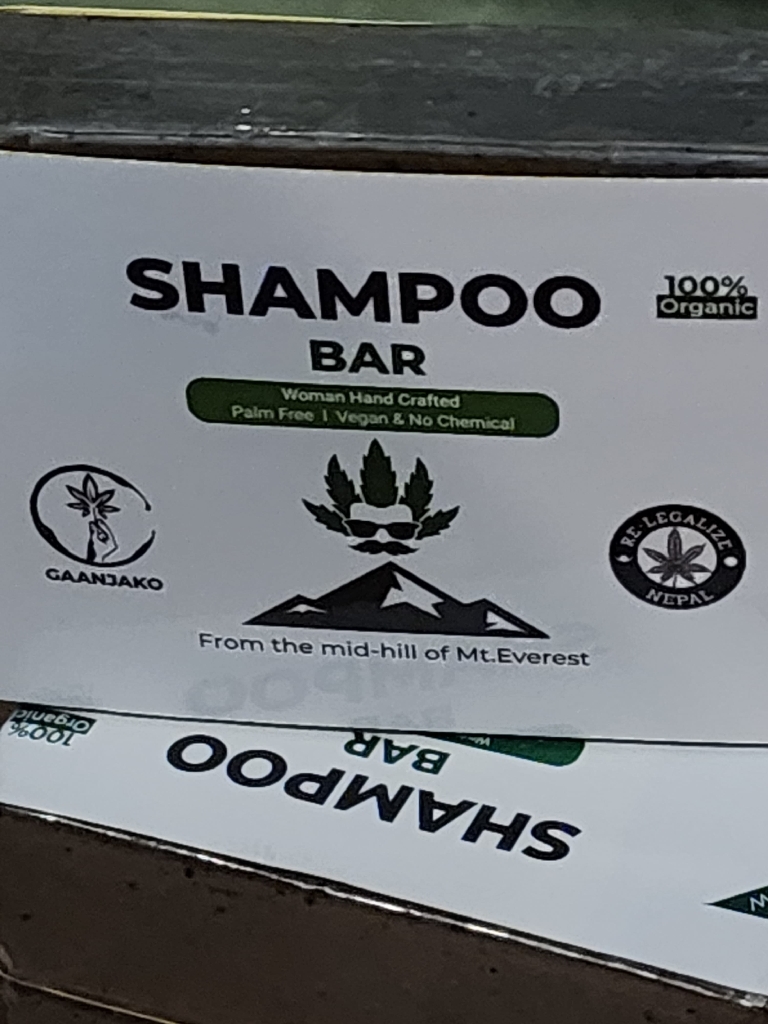 SHAMPOO
100%
Organic
BAR
Woman Hand Crafted
Palm Free | Vegan & No Chemical
GAANJAKO
RE-LEGALIZE
NEPAL
From the mid-hill of Mt.Everest
100%
Organic
BAR
SHAMPOO